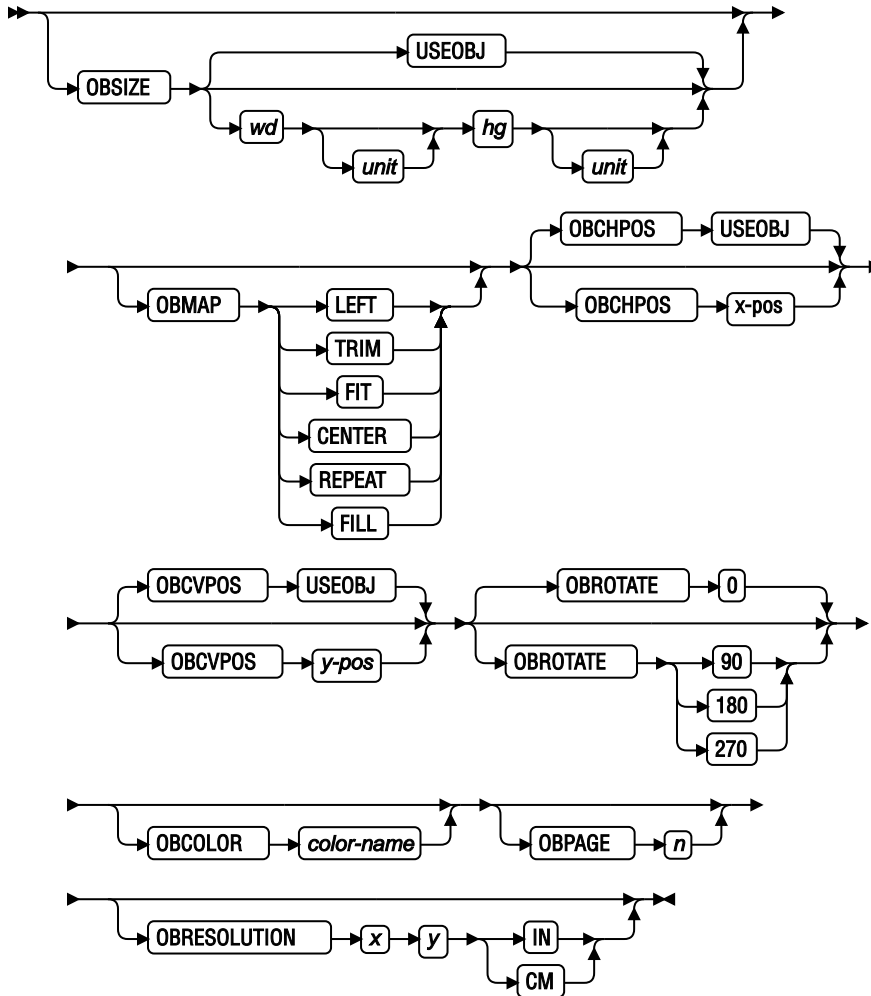 USEOBJ
OBSIZE
wd hg
unit unit
OBCHPOS USEOBJ
OBMAP LEFT OBCHPOS x-pos
TRIM
FIT
CENTER
REPEAT
FILL
OBCVPOS USEOBJ OBROTATE 0
OBCVPOS y-pos OBROTATE 90
180
270
OBCOLOR color-name OBPAGE n
OBRESOLUTION x y IN
CM